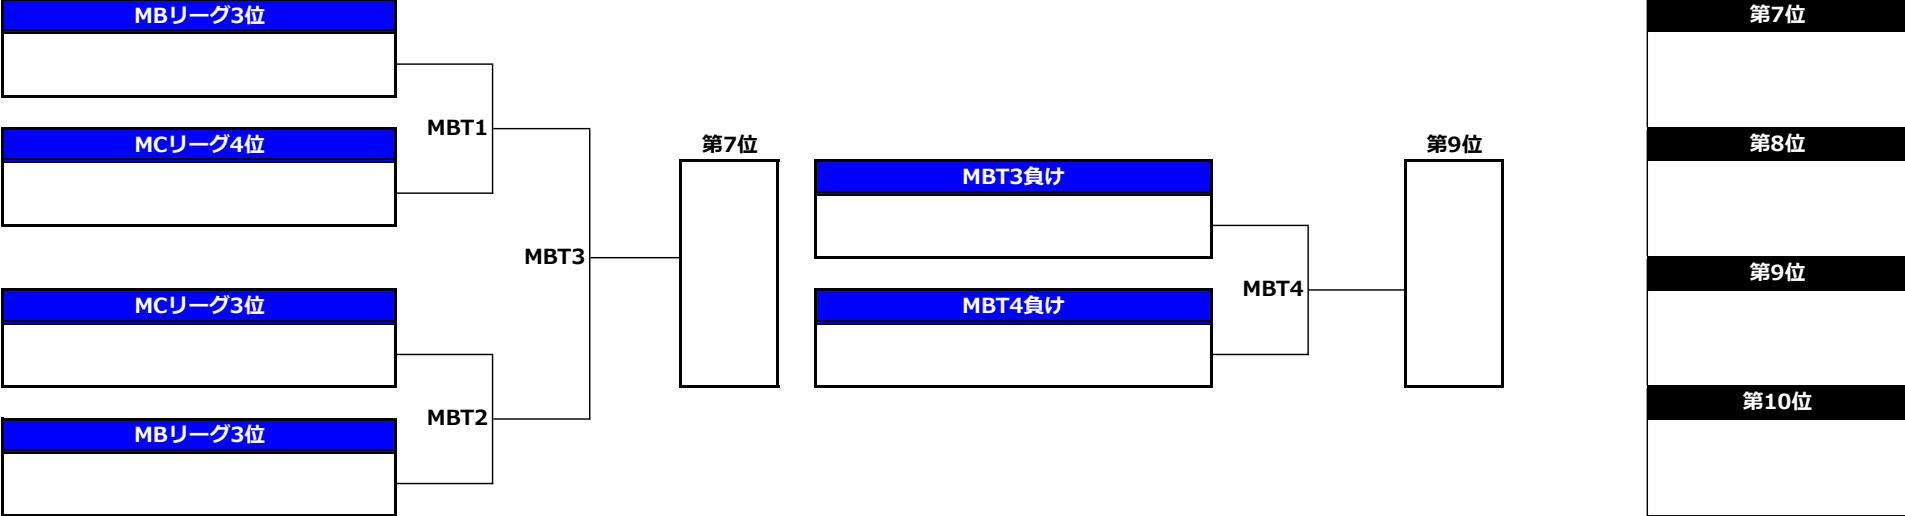 MBリーグ3位
MBT1
MCリーグ4位
MBT3
MCリーグ3位
MBT2
MBリーグ3位
第7位
MBT3負け
MBT4
MBT4負け
第9位
第7位
第8位
第9位
第10位